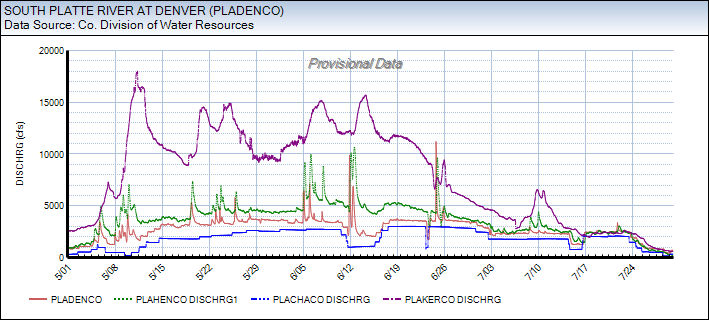 SOUTH PLATTE RIVER AT DENVER (PLADENCO)
Data Source: Co. Division of Water Resources
Provisional Data
DISCHRG (cfs)
20000
15000
10000
5000
0
5/01 5/08 5/15 5/22 5/29 6/05 6/12 6/19 6/26 7/03 7/10 7/17 7/24
PLADENCO PLAHENCO DISCHRG1 PLACHACO DISCHRG PLAKERCO DISCHRG